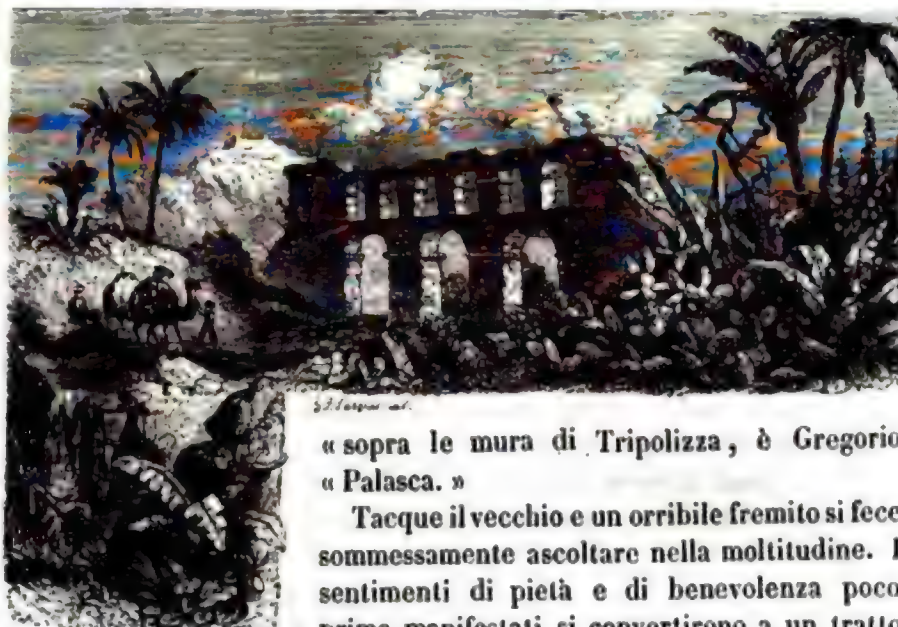 « sopra le mura di Tripolizza, è Gregorio
« Palasca. »
Tacque il vecchio e un orribile fremito si fece
sommessamente ascoltare nella moltitudine. I
sentimenti di pietà e di benevolenza poco
prima manifestati si convertirono a un tratto